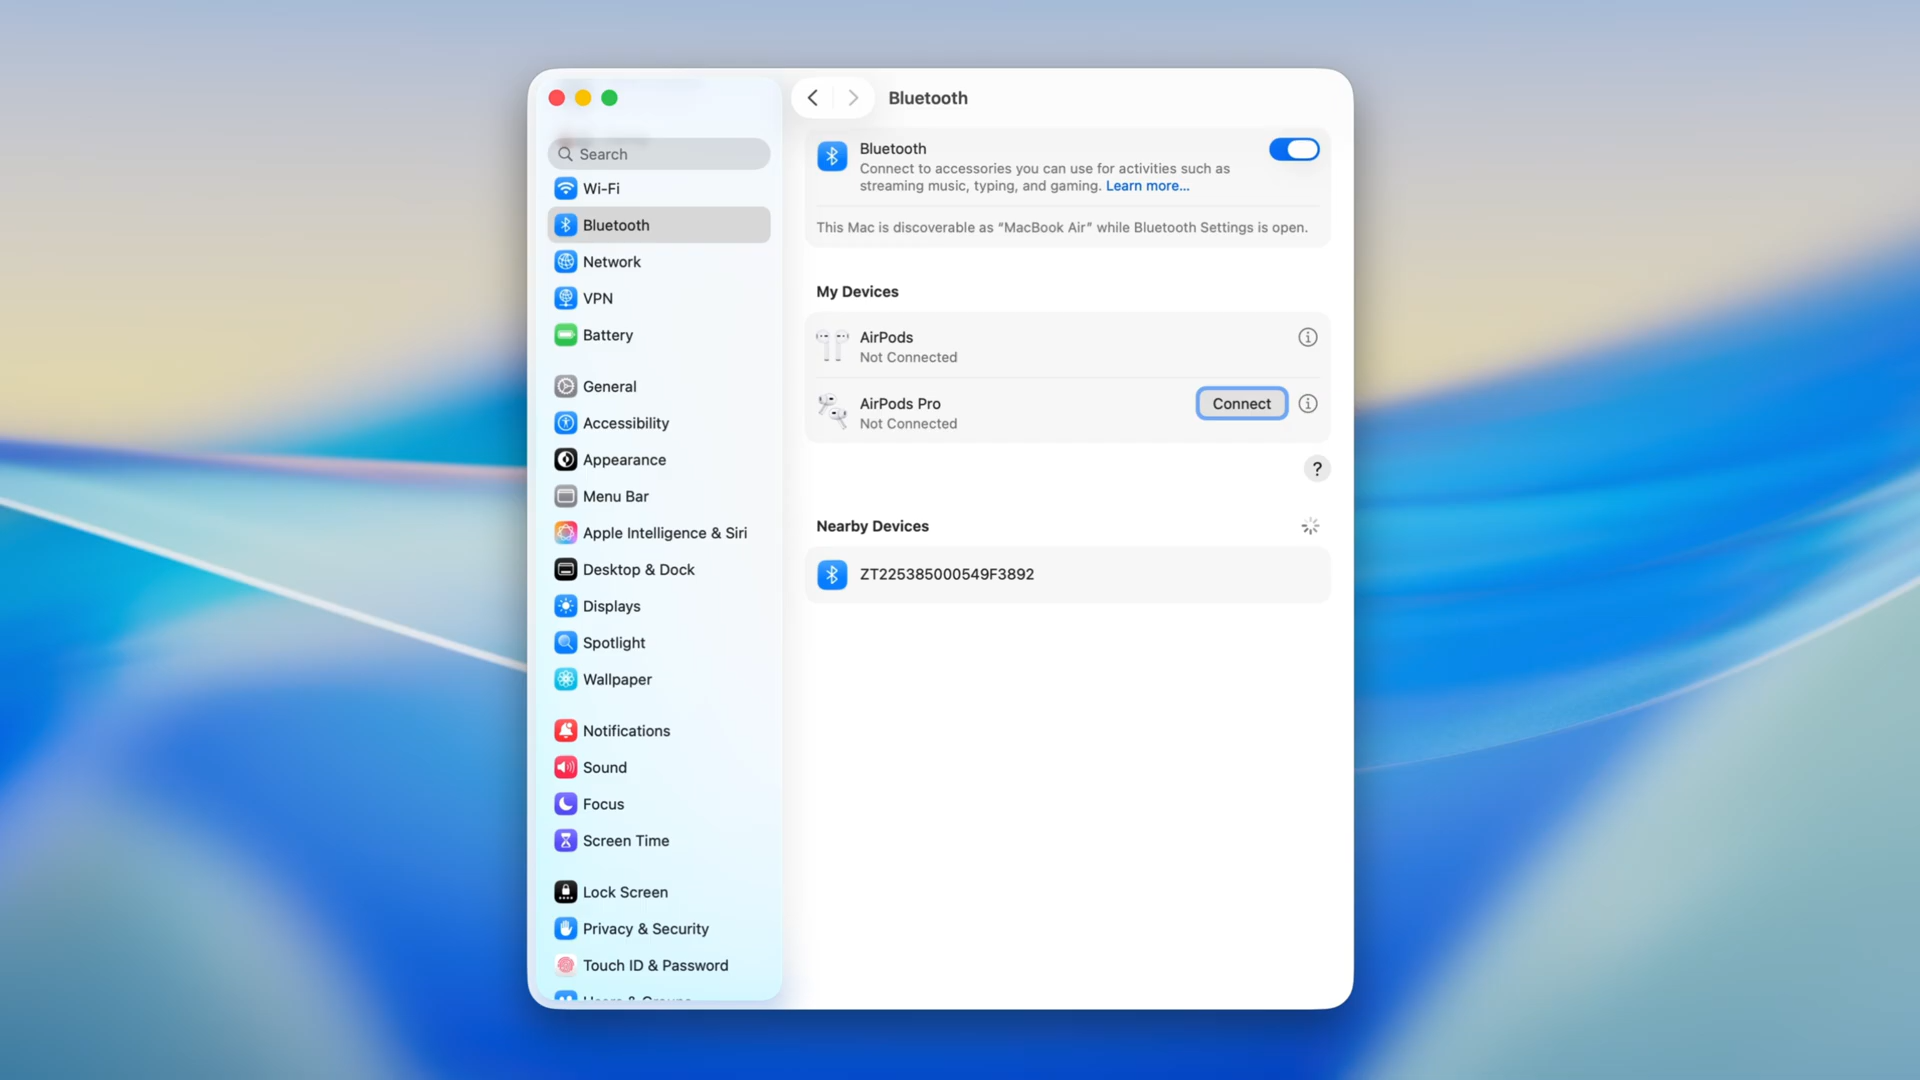 Search
Wi-Fi
Bluetooth
Network
VPN
Battery
General
Accessibility
Appearance
Menu Bar
Apple Intelligence & Siri
Desktop & Dock
Displays
Spotlight
Wallpaper
Notifications
Sound
Focus
Screen Time
Lock Screen
Privacy & Security
Touch ID & Password
Bluetooth
Bluetooth
Connect to accessories you can use for activities such as
streaming music, typing, and gaming. Learn more...
This Mac is discoverable as “MacBook Air” while Bluetooth Settings is open.
My Devices
AirPods
Not Connected
AirPods Pro
Not Connected
Connect
?
Nearby Devices
ZT225385000549F3892